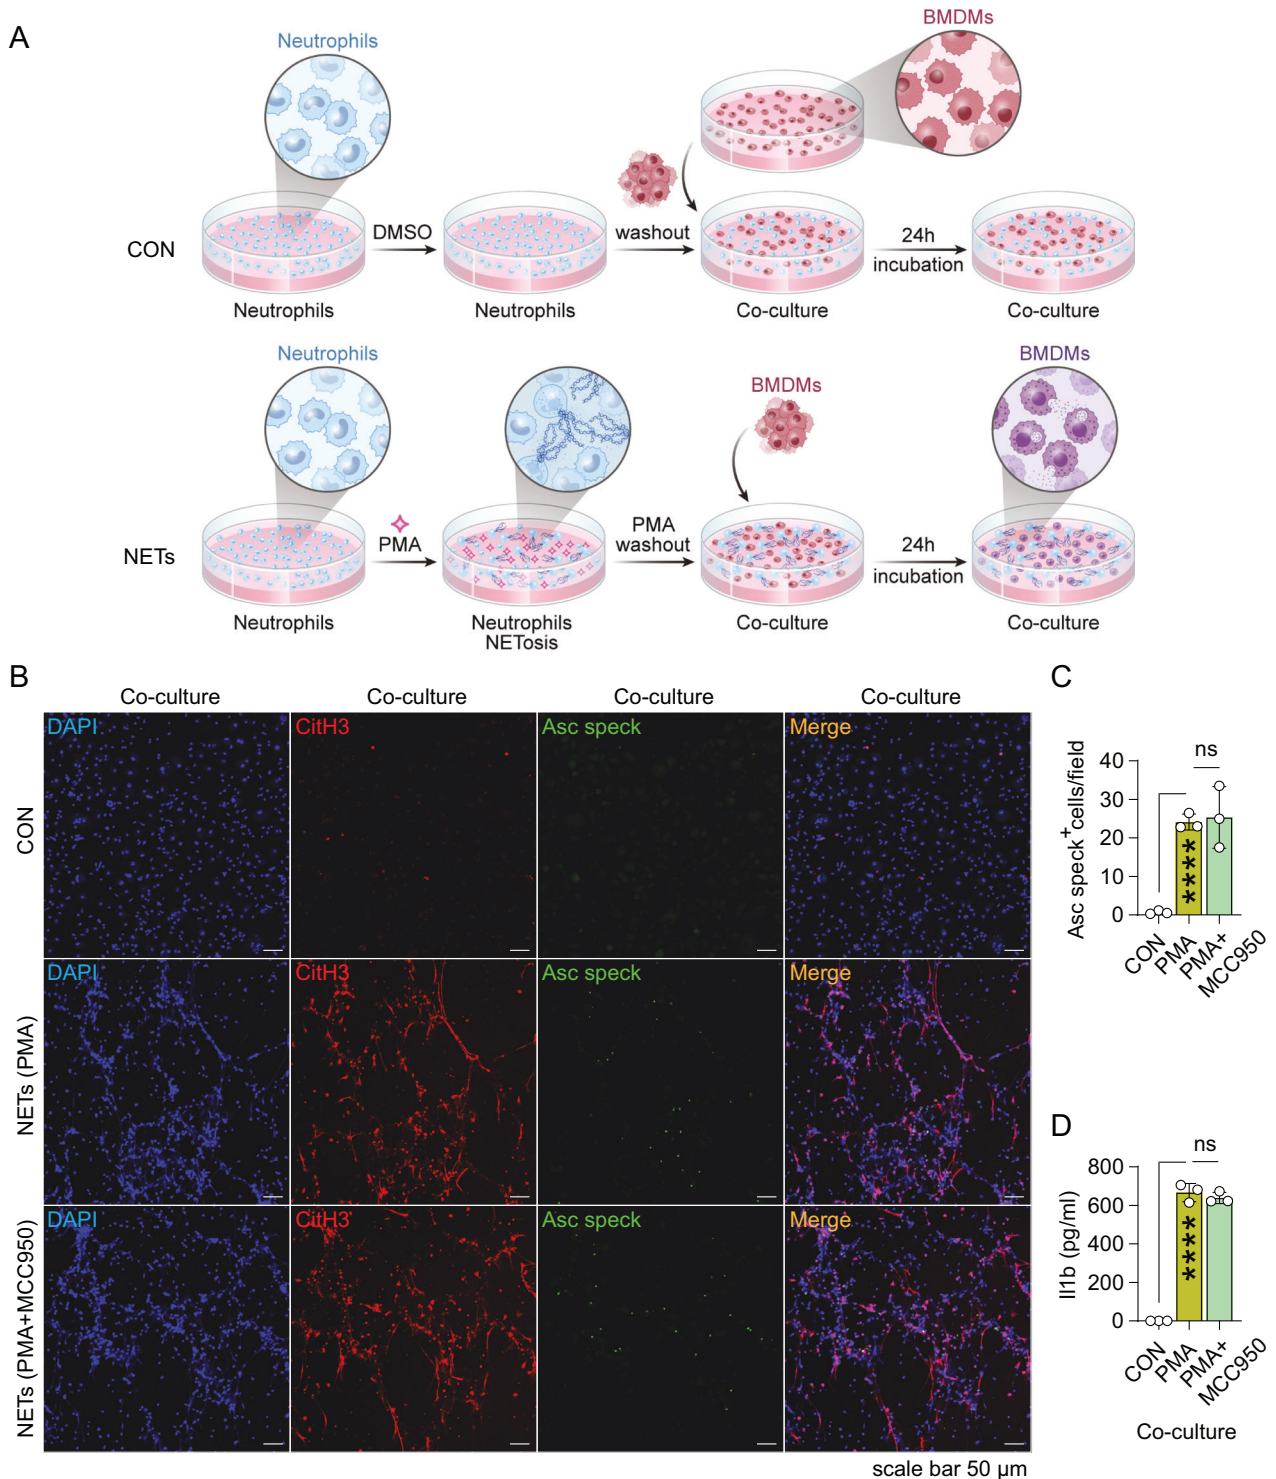 A
Neutrophils
BMDMs
CON
DMSO
washout
24h
incubation
Neutrophils
Neutrophils
Co-culture
Co-culture
Neutrophils
BMDMs
BMDMs
NETs
PMA
PMA
washout
24h
incubation
Neutrophils
Neutrophils
NETosis
Co-culture
Co-culture
B
Co-culture
Co-culture
Co-culture
Co-culture
CON
DAPI
CitH3
Asc speck
Merge
NETs (PMA)
DAPI
CitH3
Asc speck
Merge
NETs (PMA+MCC950)
DAPI
CitH3
Asc speck
Merge
scale bar 50 µm
C
Asc speck+cells/field
ns
40
30
20
10
0
****
CON
PMA
PMA+
MCC950
D
Il1b (pg/ml)
ns
800
600
400
200
0
****
CON
PMA
PMA+
MCC950
Co-culture